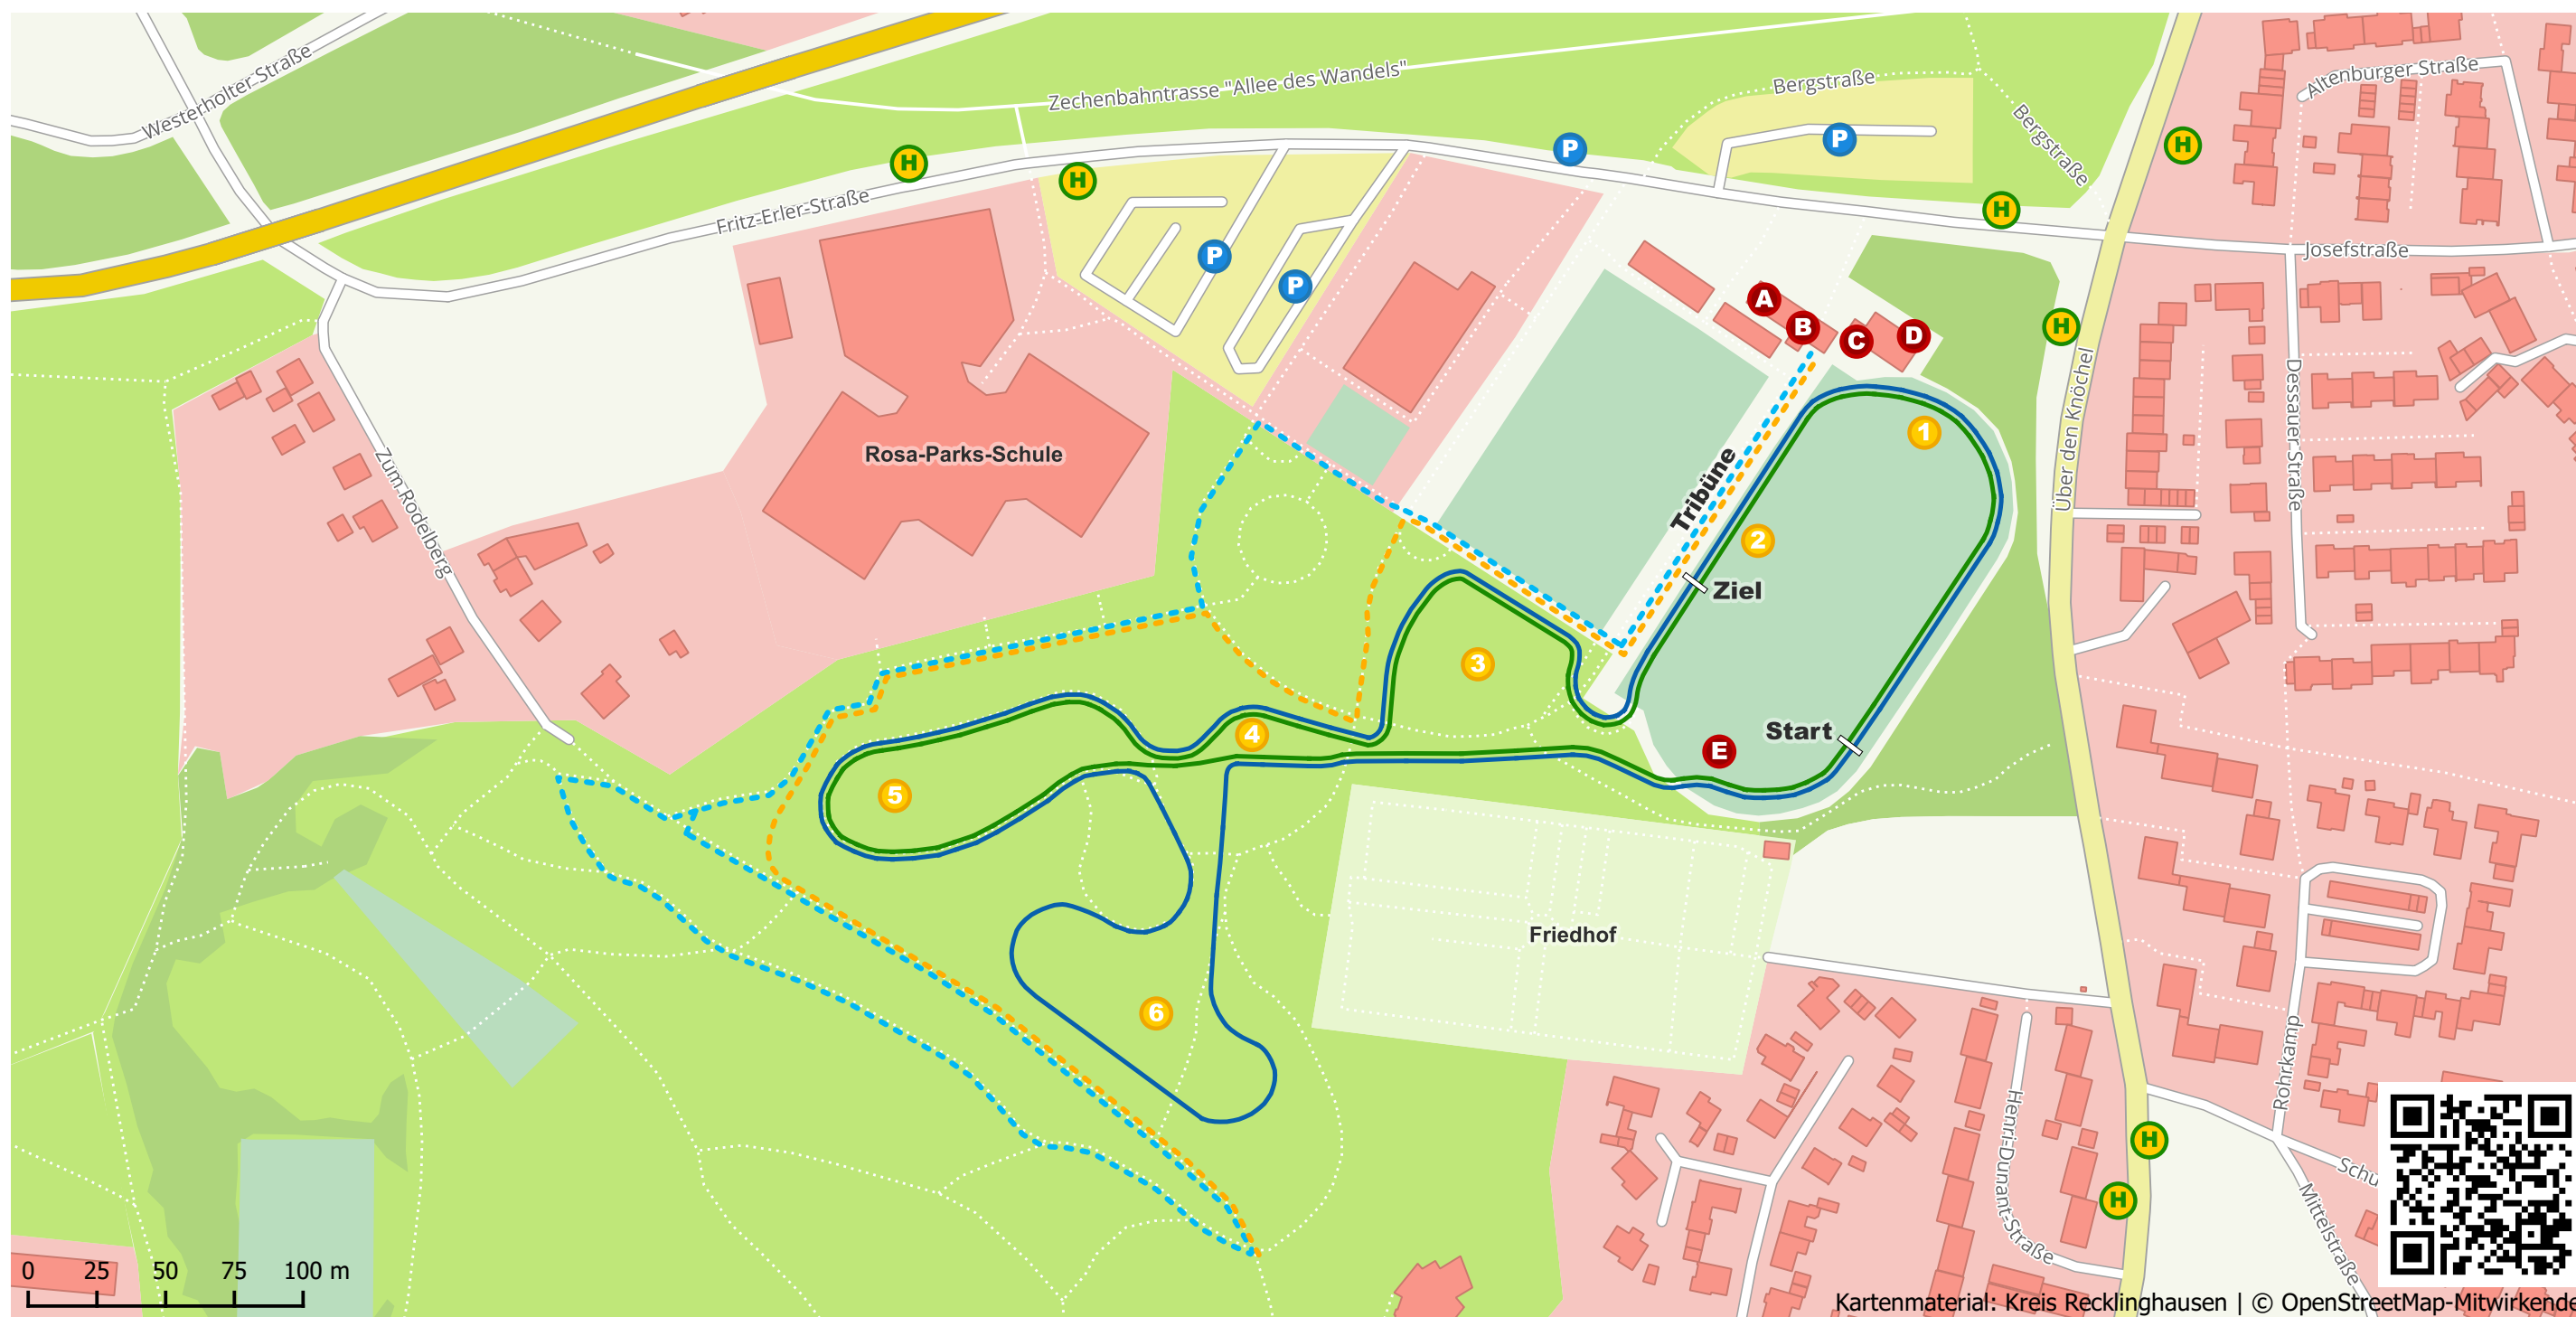 Westerholter Straße
Zechenbahntrasse "Allee des Wandels"
Bergstraße
Bergstraße
Altenburger Straße
Fritz-Erler-Straße
Josefstraße
H
H
H
H
H
H
H
P
P
P
P
A
B
C
D
Rosa-Parks-Schule
Zum Rodelberg
Tribüne
Über den Knöchel
Dessauer Straße
1
2
Ziel
3
Start
E
4
5
6
Friedhof
Rohrkamp
Henri-Dunant-Straße
Mittelstraße
0 25 50 75 100 m
Kartenmaterial: Kreis Recklinghausen | © OpenStreetMap-Mitwirkende